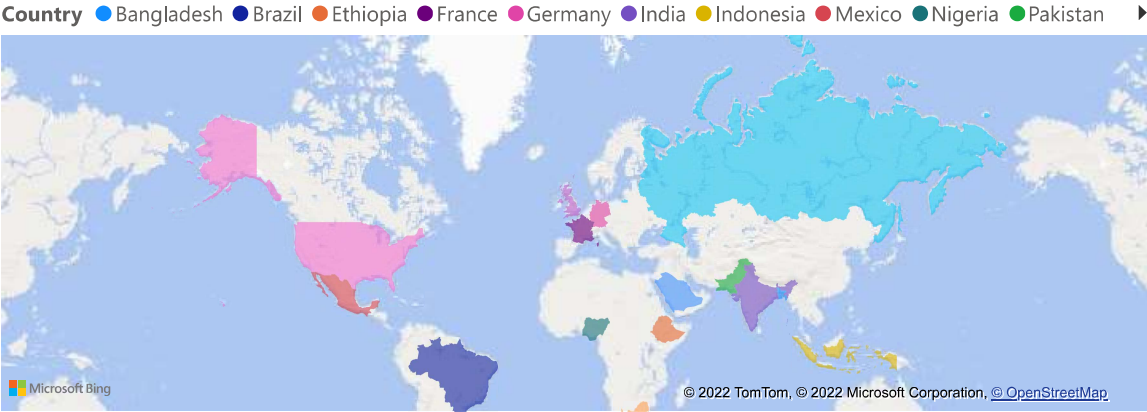 Country Bangladesh Brazil Ethiopia France Germany India Indonesia Mexico Nigeria Pakistan
Microsoft Bing
© 2022 TomTom, © 2022 Microsoft Corporation, © OpenStreetMap